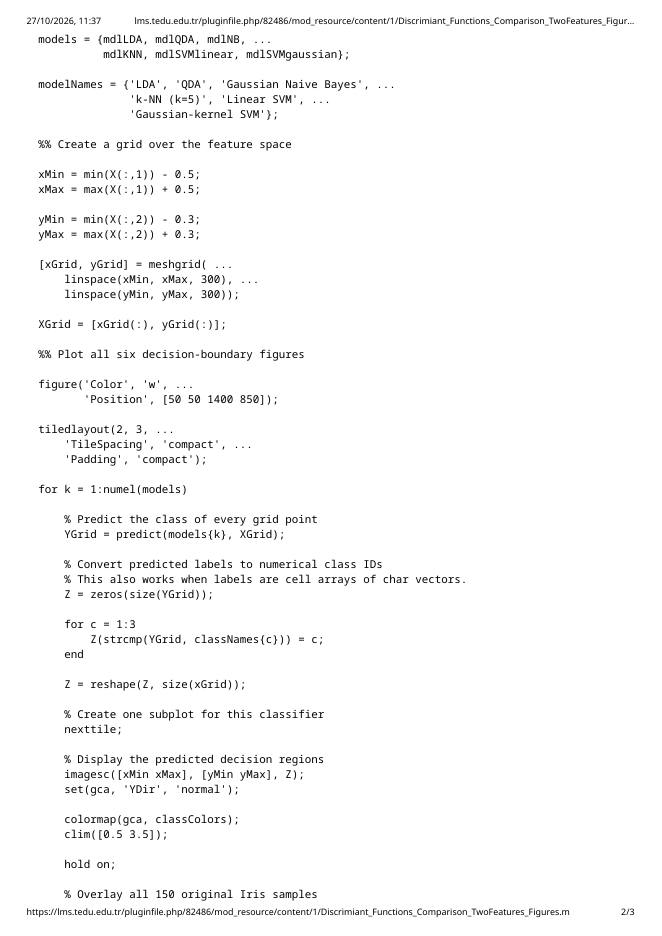 27/10/2026, 11:37 lms.tedu.edu.tr/pluginfile.php/82486/mod_resource/content/1/Discrimiant_Functions_Comparison_TwoFeatures_Figur...
models = {mdlLDA, mdlQDA, mdlNB, ...
          mdlKNN, mdlSVMlinear, mdlSVMgaussian};

modelNames = {'LDA', 'QDA', 'Gaussian Naive Bayes', ...
              'k-NN (k=5)', 'Linear SVM', ...
              'Gaussian-kernel SVM'};

%% Create a grid over the feature space

xMin = min(X(:,1)) - 0.5;
xMax = max(X(:,1)) + 0.5;

yMin = min(X(:,2)) - 0.3;
yMax = max(X(:,2)) + 0.3;

[xGrid, yGrid] = meshgrid( ...
    linspace(xMin, xMax, 300), ...
    linspace(yMin, yMax, 300));

XGrid = [xGrid(:), yGrid(:)];

%% Plot all six decision-boundary figures

figure('Color', 'w', ...
       'Position', [50 50 1400 850]);

tiledlayout(2, 3, ...
    'TileSpacing', 'compact', ...
    'Padding', 'compact');

for k = 1:numel(models)

    % Predict the class of every grid point
    YGrid = predict(models{k}, XGrid);

    % Convert predicted labels to numerical class IDs
    % This also works when labels are cell arrays of char vectors.
    Z = zeros(size(YGrid));

    for c = 1:3
        Z(strcmp(YGrid, classNames{c})) = c;
    end

    Z = reshape(Z, size(xGrid));

    % Create one subplot for this classifier
    nexttile;

    % Display the predicted decision regions
    imagesc([xMin xMax], [yMin yMax], Z);
    set(gca, 'YDir', 'normal');

    colormap(gca, classColors);
    clim([0.5 3.5]);

    hold on;

    % Overlay all 150 original Iris samples
https://lms.tedu.edu.tr/pluginfile.php/82486/mod_resource/content/1/Discrimiant_Functions_Comparison_TwoFeatures_Figures.m 2/3